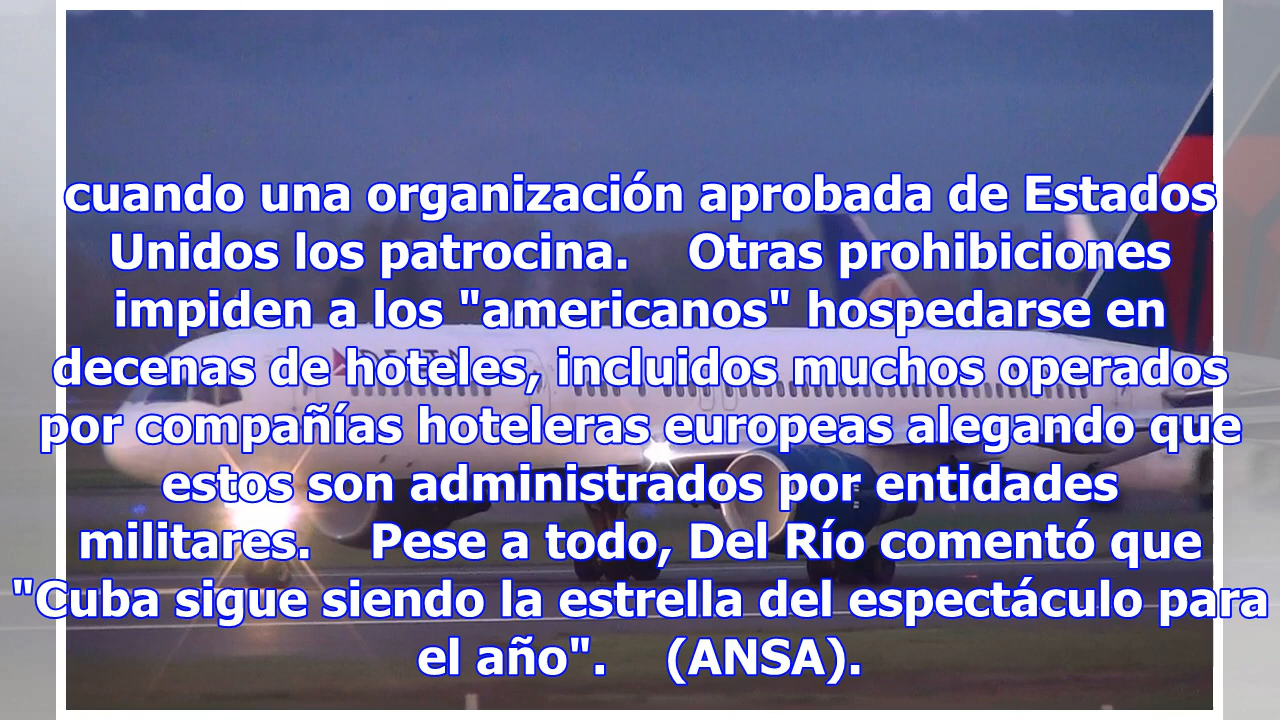 cuando una organización aprobada de Estados
Unidos los patrocina.    Otras prohibiciones
impiden a los "americanos" hospedarse en
decenas de hoteles, incluidos muchos operados
por compañías hoteleras europeas alegando que
estos son administrados por entidades
militares.    Pese a todo, Del Río comentó que
"Cuba sigue siendo la estrella del espectáculo para
el año".    (ANSA).